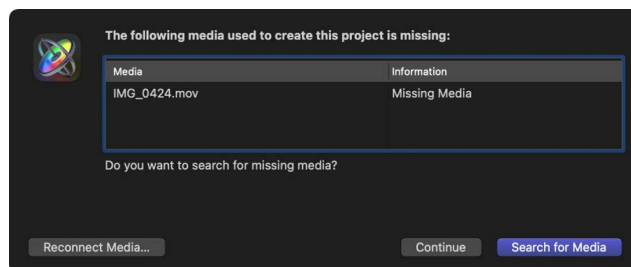 The following media used to create this project is missing:
Media Information
IMG_0424.mov Missing Media
Do you want to search for missing media?
Reconnect Media... Continue Search for Media